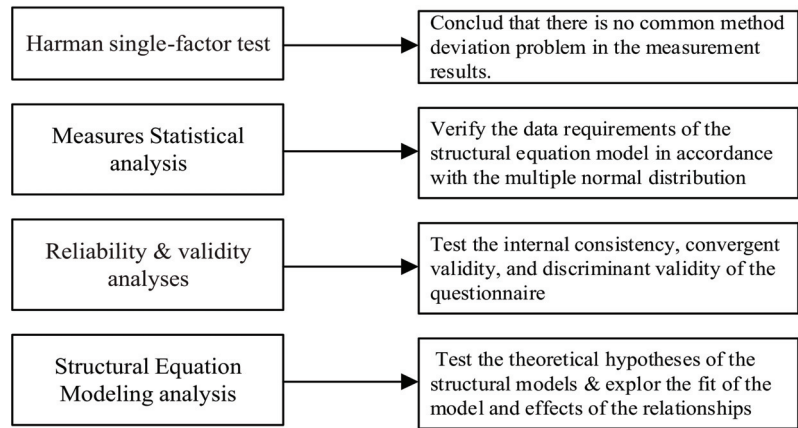 Harman single-factor test
Conclud that there is no common method
deviation problem in the measurement
results.
Measures Statistical
analysis
Verify the data requirements of the
structural equation model in accordance
with the multiple normal distribution
Reliability & validity
analyses
Test the internal consistency, convergent
validity, and discriminant validity of the
questionnaire
Structural Equation
Modeling analysis
Test the theoretical hypotheses of the
structural models & explor the fit of the
model and effects of the relationships